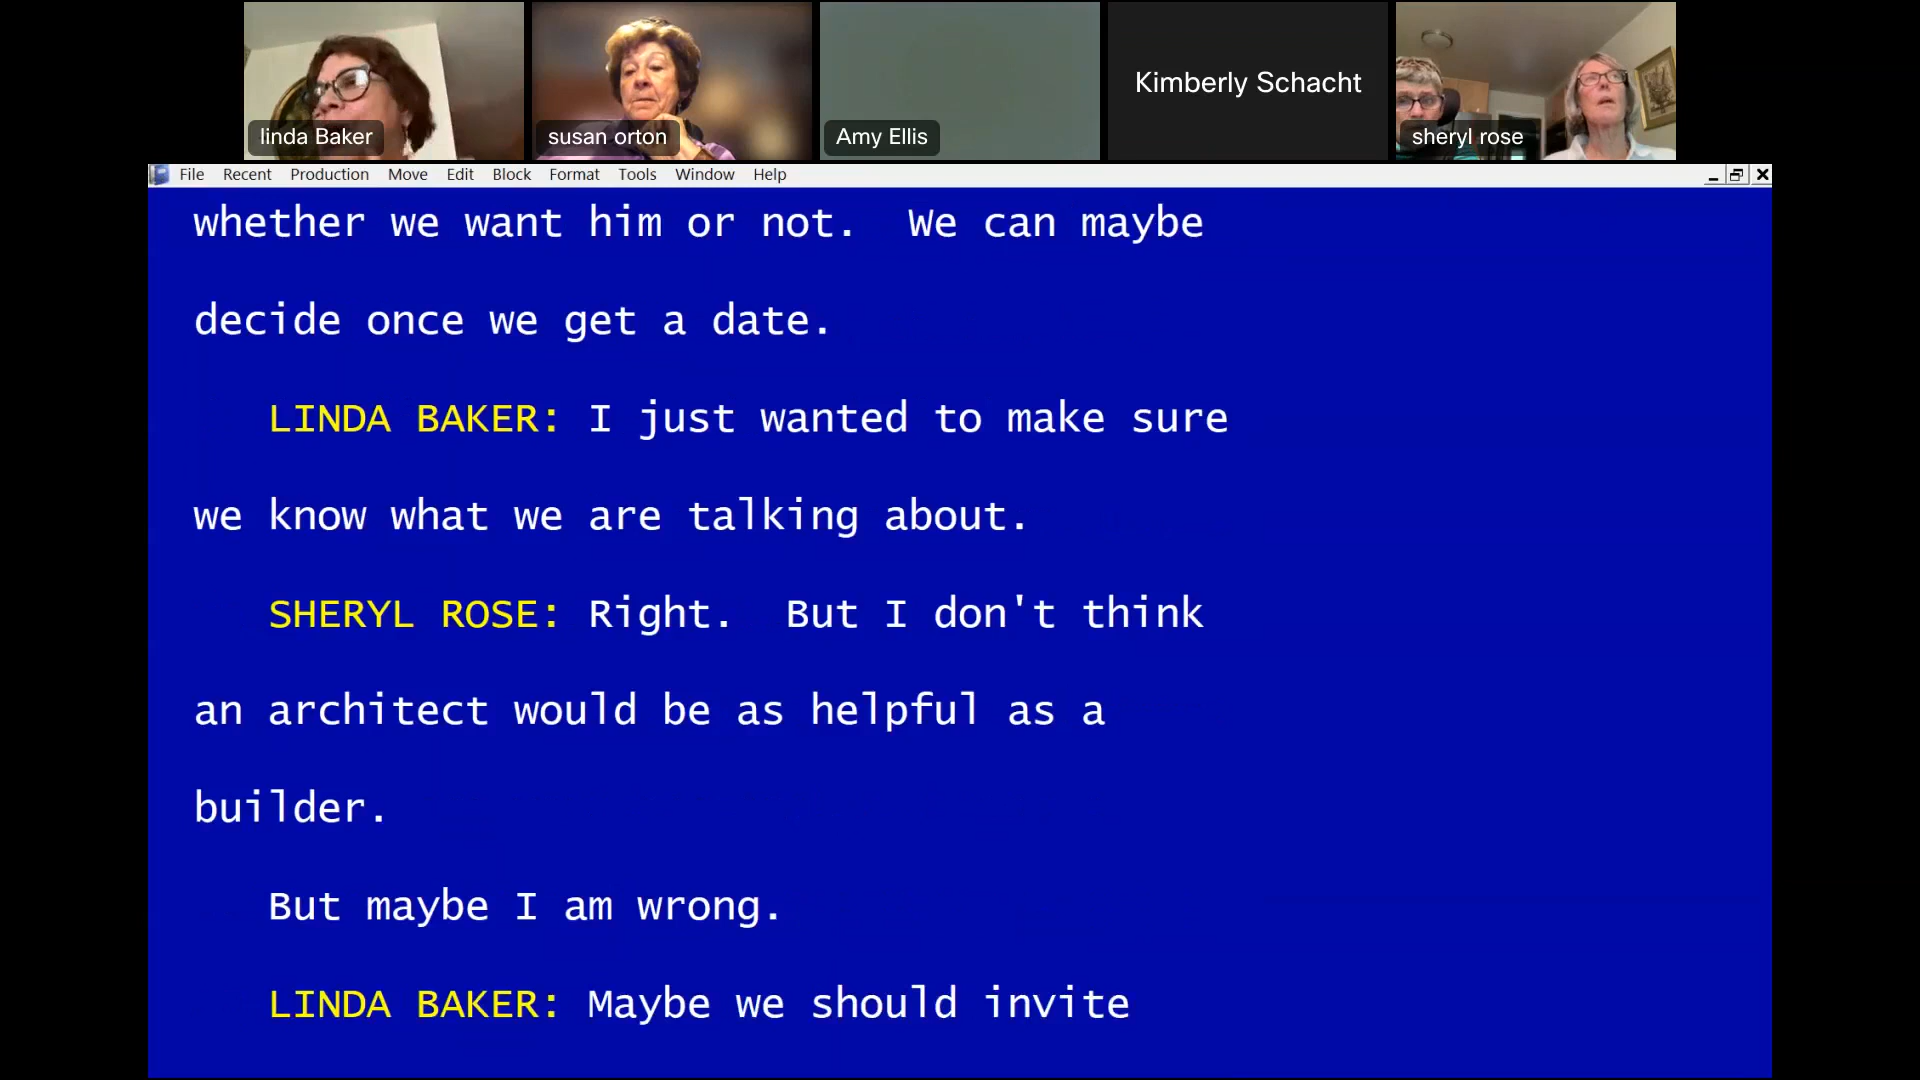 linda Baker
susan orton
Amy Ellis
Kimberly Schacht
sheryl rose
File Recent Production Move Edit Block Format Tools Window Help
whether we want him or not.  We can maybe
decide once we get a date.
LINDA BAKER: I just wanted to make sure
we know what we are talking about.
SHERYL ROSE: Right.  But I don't think
an architect would be as helpful as a
builder.
But maybe I am wrong.
LINDA BAKER: Maybe we should invite